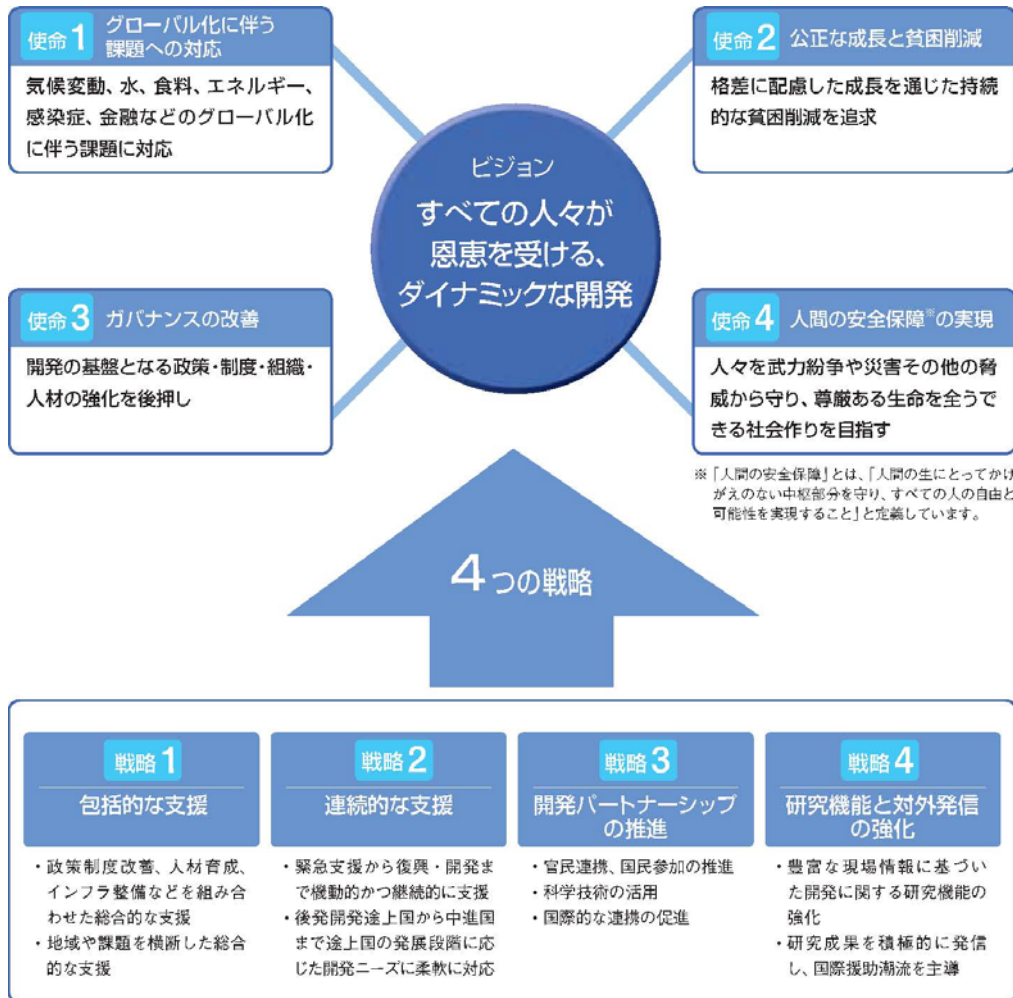 使命1 グローバル化に伴う
課題への対応
気候変動、水、食料、エネルギー、
感染症、金融などのグローバル化
に伴う課題に対応
使命2 公正な成長と貧困削減
格差に配慮した成長を通じた持続
的な貧困削減を追求
ビジョン
すべての人々が
恩恵を受ける、
ダイナミックな開発
使命3 ガバナンスの改善
開発の基盤となる政策・制度・組織・
人材の強化を後押し
使命4 人間の安全保障※の実現
人々を武力紛争や災害その他の脅
威から守り、尊厳ある生命を全うで
きる社会作りを目指す
※「人間の安全保障」とは、「人間の生にとってかけ
がえのない中枢部分を守り、すべての人の自由と
可能性を実現すること」と定義しています。
4つの戦略
戦略1
包括的な支援
・政策制度改善、人材育成、
インフラ整備などを組み合
わせた総合的な支援
・地域や課題を横断した総合
的な支援
戦略2
連続的な支援
・緊急支援から復興・開発ま
で機動的かつ継続的に支援
・後発開発途上国から中進国
まで途上国の発展段階に応
じた開発ニーズに柔軟に対応
戦略3
開発パートナーシップ
の推進
・官民連携、国民参加の推進
・科学技術の活用
・国際的な連携の促進
戦略4
研究機能と対外発信
の強化
・豊富な現場情報に基づい
た開発に関する研究機能の
強化
・研究成果を積極的に発信
し、国際援助潮流を主導